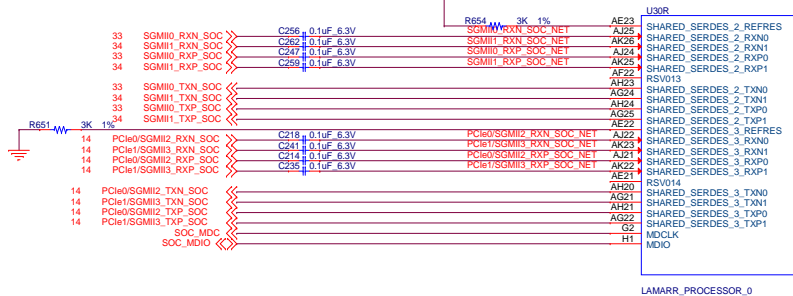 U30R
R654 3K 1% AE23 SHARED_SERDES_2_REFRES
33 SGMII0_RXN_SOC C256 0.1uF_6.3V SGMII0_RXN_SOC_NET AJ25 SHARED_SERDES_2_RXN0
34 SGMII1_RXN_SOC C262 0.1uF_6.3V SGMII1_RXN_SOC_NET AK26 SHARED_SERDES_2_RXN1
33 SGMII0_RXP_SOC C247 0.1uF_6.3V SGMII0_RXP_SOC_NET AJ24 SHARED_SERDES_2_RXP0
34 SGMII1_RXP_SOC C259 0.1uF_6.3V SGMII1_RXP_SOC_NET AK25 SHARED_SERDES_2_RXP1
AF22 RSV013
33 SGMII0_TXN_SOC AH23 SHARED_SERDES_2_TXN0
34 SGMII1_TXN_SOC AG24 SHARED_SERDES_2_TXN1
33 SGMII0_TXP_SOC AH24 SHARED_SERDES_2_TXP0
34 SGMII1_TXP_SOC AG25 SHARED_SERDES_2_TXP1
R651 3K 1% AE22 SHARED_SERDES_3_REFRES
14 PCIe0/SGMII2_RXN_SOC C218 0.1uF_6.3V PCIe0/SGMII2_RXN_SOC_NET AJ22 SHARED_SERDES_3_RXN0
14 PCIe1/SGMII3_RXN_SOC C241 0.1uF_6.3V PCIe1/SGMII3_RXN_SOC_NET AK23 SHARED_SERDES_3_RXN1
14 PCIe0/SGMII2_RXP_SOC C214 0.1uF_6.3V PCIe0/SGMII2_RXP_SOC_NET AJ21 SHARED_SERDES_3_RXP0
14 PCIe1/SGMII3_RXP_SOC C235 0.1uF_6.3V PCIe1/SGMII3_RXP_SOC_NET AK22 SHARED_SERDES_3_RXP1
AE21 RSV014
14 PCIe0/SGMII2_TXN_SOC AH20 SHARED_SERDES_3_TXN0
14 PCIe1/SGMII3_TXN_SOC AG21 SHARED_SERDES_3_TXN1
14 PCIe0/SGMII2_TXP_SOC AH21 SHARED_SERDES_3_TXP0
14 PCIe1/SGMII3_TXP_SOC AG22 SHARED_SERDES_3_TXP1
SOC_MDC G2 MDCLK
SOC_MDIO H1 MDIO
LAMARR_PROCESSOR_0